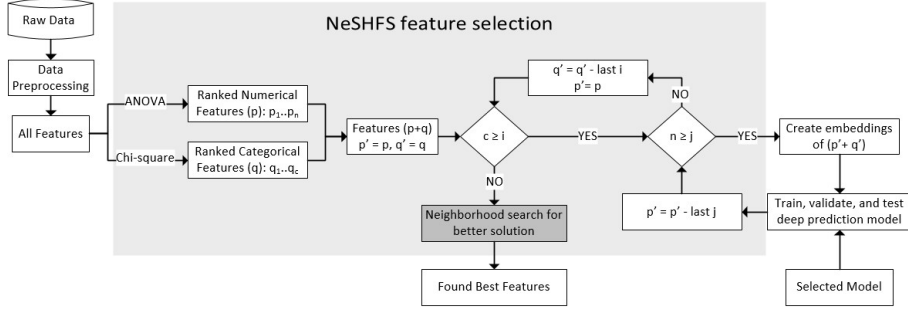 NeSHFS feature selection
Raw Data
Data
Preprocessing
All Features
ANOVA
Chi-square
Ranked Numerical
Features (p): p₁..pₙ
Ranked Categorical
Features (q): q₁..q_c
Features (p+q)
p' = p, q' = q
c ≥ i
YES
NO
q' = q' - last i
p'= p
NO
n ≥ j
YES
Create embeddings
of (p'+ q')
Train, validate, and test
deep prediction model
p' = p' - last j
Neighborhood search for
better solution
Found Best Features
Selected Model